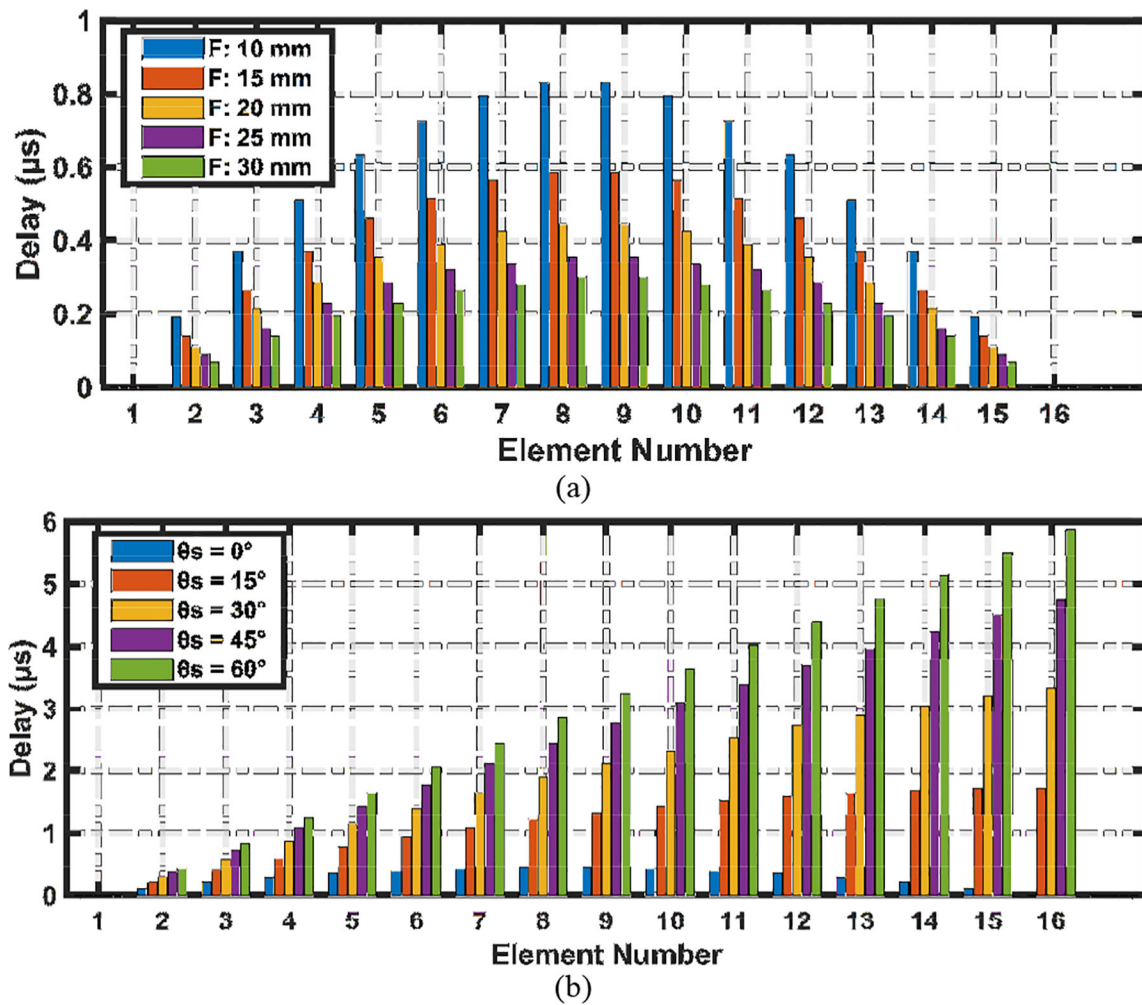 1
F: 10 mm
F: 15 mm
F: 20 mm
F: 25 mm
F: 30 mm
0.8
0.6
0.4
0.2
0
Delay (µs)
1 2 3 4 5 6 7 8 9 10 11 12 13 14 15 16
Element Number
(a)
6
θs = 0°
θs = 15°
θs = 30°
θs = 45°
θs = 60°
5
4
3
2
1
0
Delay (µs)
1 2 3 4 5 6 7 8 9 10 11 12 13 14 15 16
Element Number
(b)